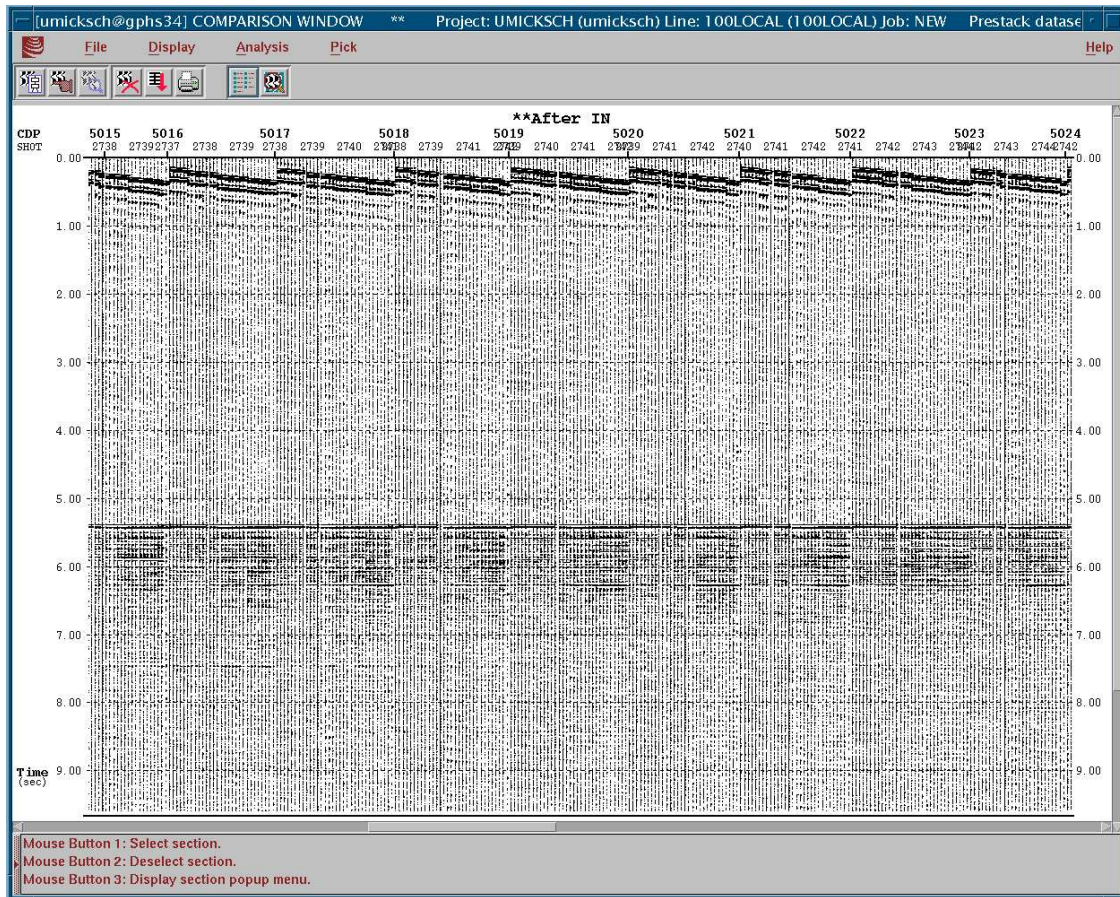 [umicksch@gphs34] COMPARISON WINDOW ** Project: UMICKSCH (umicksch) Line: 100LOCAL (100LOCAL) Job: NEW Prestack datase
File Display Analysis Pick Help
**After IN
CDP 5015 5016 5017 5018 5019 5020 5021 5022 5023 5024
SHOT 2738 2739 2737 2738 2739 2738 2739 2740 2739 2741 2740 2741 2741 2742 2740 2741 2742 2741 2742 2743 2743 2744 2742
0.00 0.00
1.00 1.00
2.00 2.00
3.00 3.00
4.00 4.00
5.00 5.00
6.00 6.00
7.00 7.00
8.00 8.00
9.00 9.00
Time
(sec)
Mouse Button 1: Select section.
Mouse Button 2: Deselect section.
Mouse Button 3: Display section popup menu.